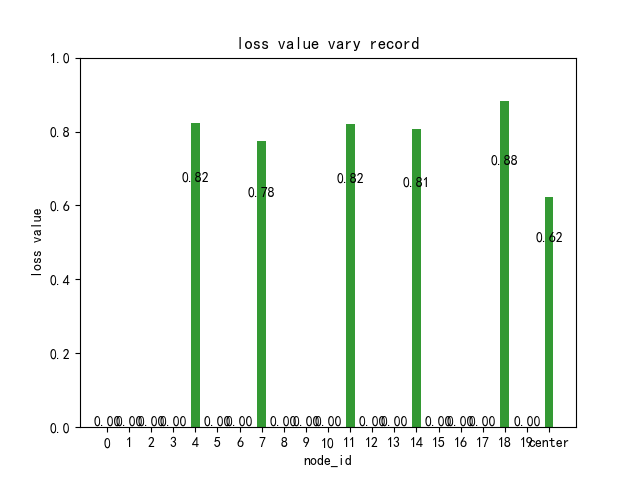 loss value vary record
loss value
1.0
0.8
0.6
0.4
0.2
0.0
0.00 0.00 0.00 0.00 0.82 0.00 0.00 0.78 0.00 0.00 0.00 0.82 0.00 0.00 0.81 0.00 0.00 0.00 0.88 0.00 0.62
0 1 2 3 4 5 6 7 8 9 10 11 12 13 14 15 16 17 18 19 center
node_id